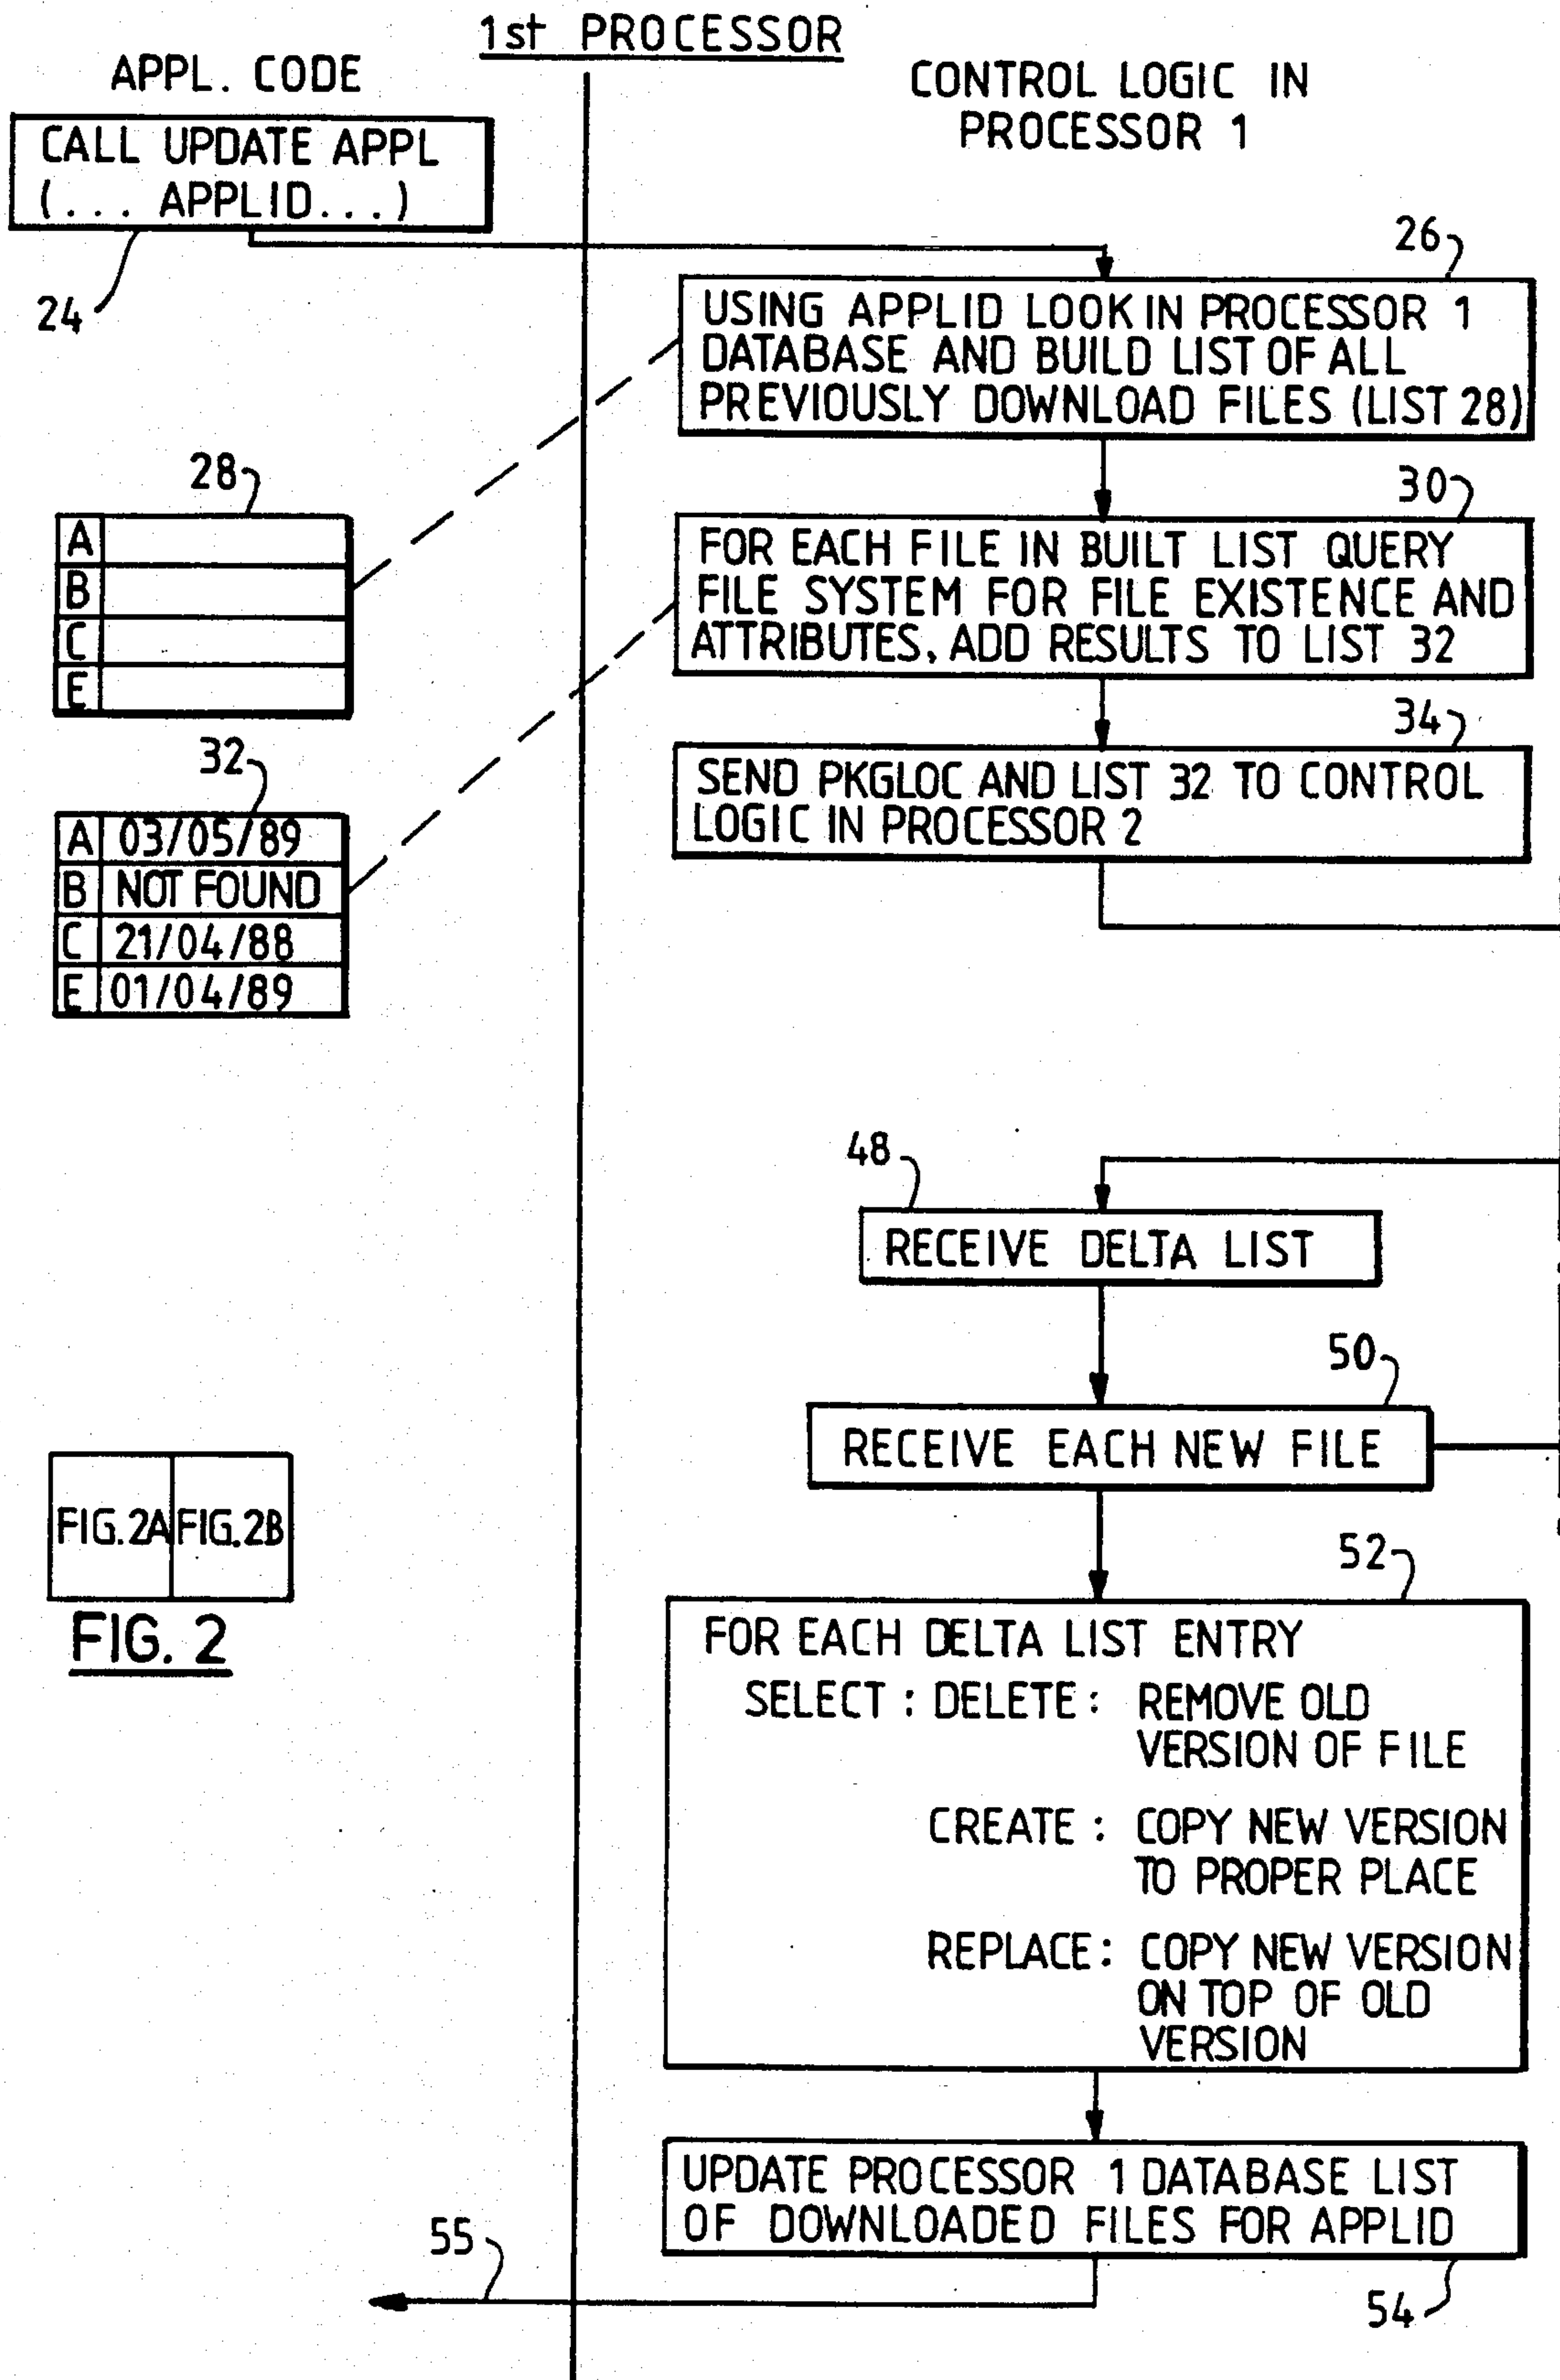 1st PROCESSOR
APPL. CODE
CONTROL LOGIC IN
PROCESSOR 1
CALL UPDATE APPL
(... APPLID...)
24
26
USING APPLID LOOK IN PROCESSOR 1
DATABASE AND BUILD LIST OF ALL
PREVIOUSLY DOWNLOAD FILES (LIST 28)
28
A
B
C
E
30
FOR EACH FILE IN BUILT LIST QUERY
FILE SYSTEM FOR FILE EXISTENCE AND
ATTRIBUTES, ADD RESULTS TO LIST 32
32
A 03/05/89
B NOT FOUND
C 21/04/88
E 01/04/89
34
SEND PKGLOC AND LIST 32 TO CONTROL
LOGIC IN PROCESSOR 2
48
RECEIVE DELTA LIST
50
RECEIVE EACH NEW FILE
FIG.2A FIG.2B
FIG. 2
52
FOR EACH DELTA LIST ENTRY
SELECT : DELETE : REMOVE OLD
VERSION OF FILE
CREATE : COPY NEW VERSION
TO PROPER PLACE
REPLACE : COPY NEW VERSION
ON TOP OF OLD
VERSION
UPDATE PROCESSOR 1 DATABASE LIST
OF DOWNLOADED FILES FOR APPLID
54
55